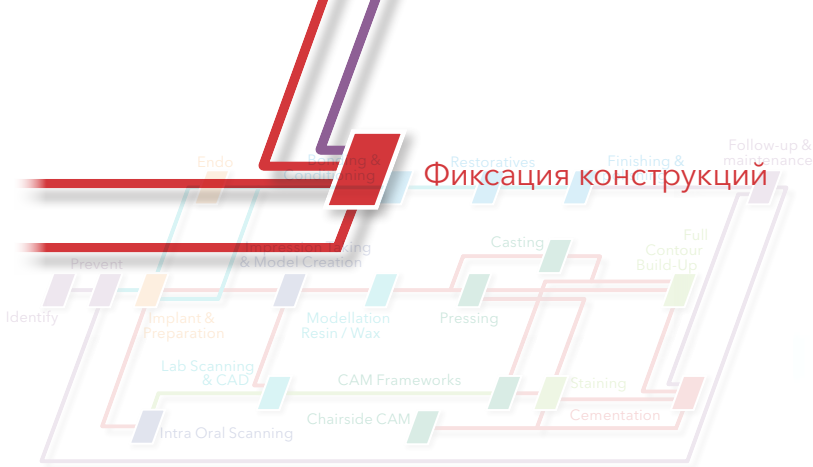 Follow-up &
maintenance
Endo
Bonding &
Conditioning
Restoratives
Finishing &
Фиксация конструкций
Impression Taking
& Model Creation
Casting
Full
Contour
Build-Up
Prevent
Identify
Implant &
Preparation
Modellation
Resin / Wax
Pressing
Lab Scanning
& CAD
CAM Frameworks
Staining
Chairside CAM
Cementation
Intra Oral Scanning